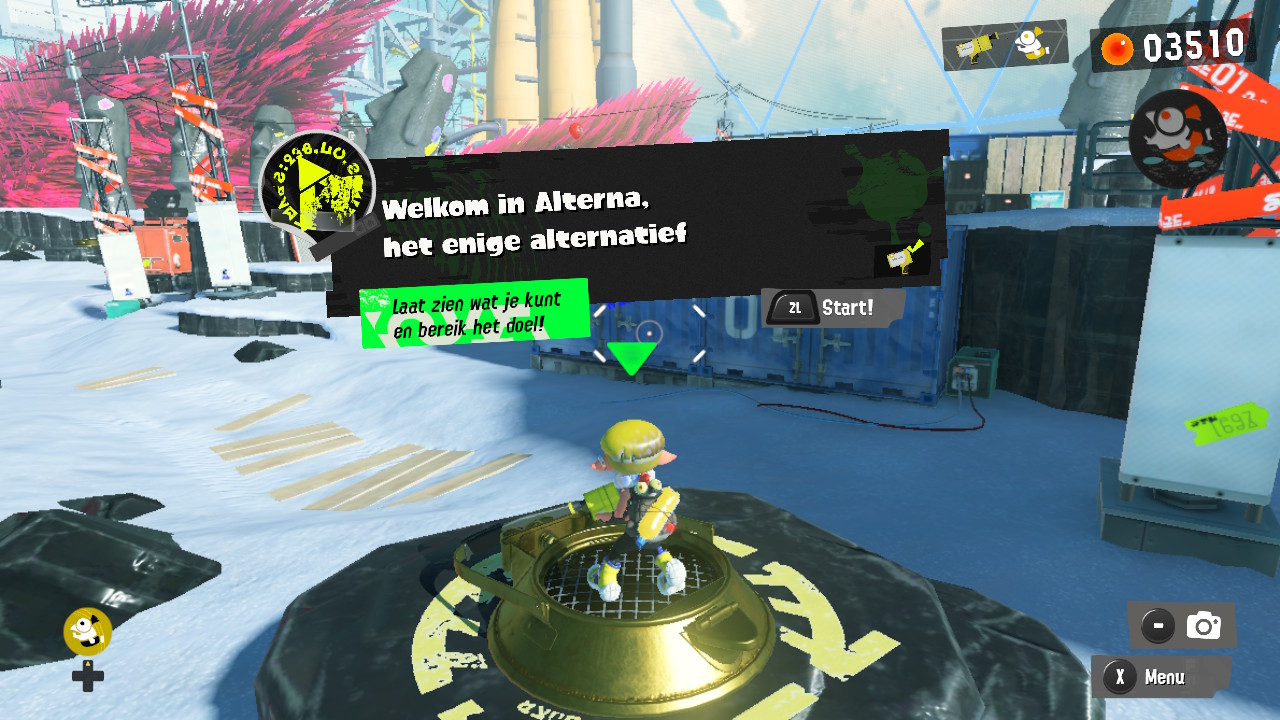 03510
Welkom in Alterna,
het enige alternatief
Laat zien wat je kunt
en bereik het doel!
ZL Start!
X Menu